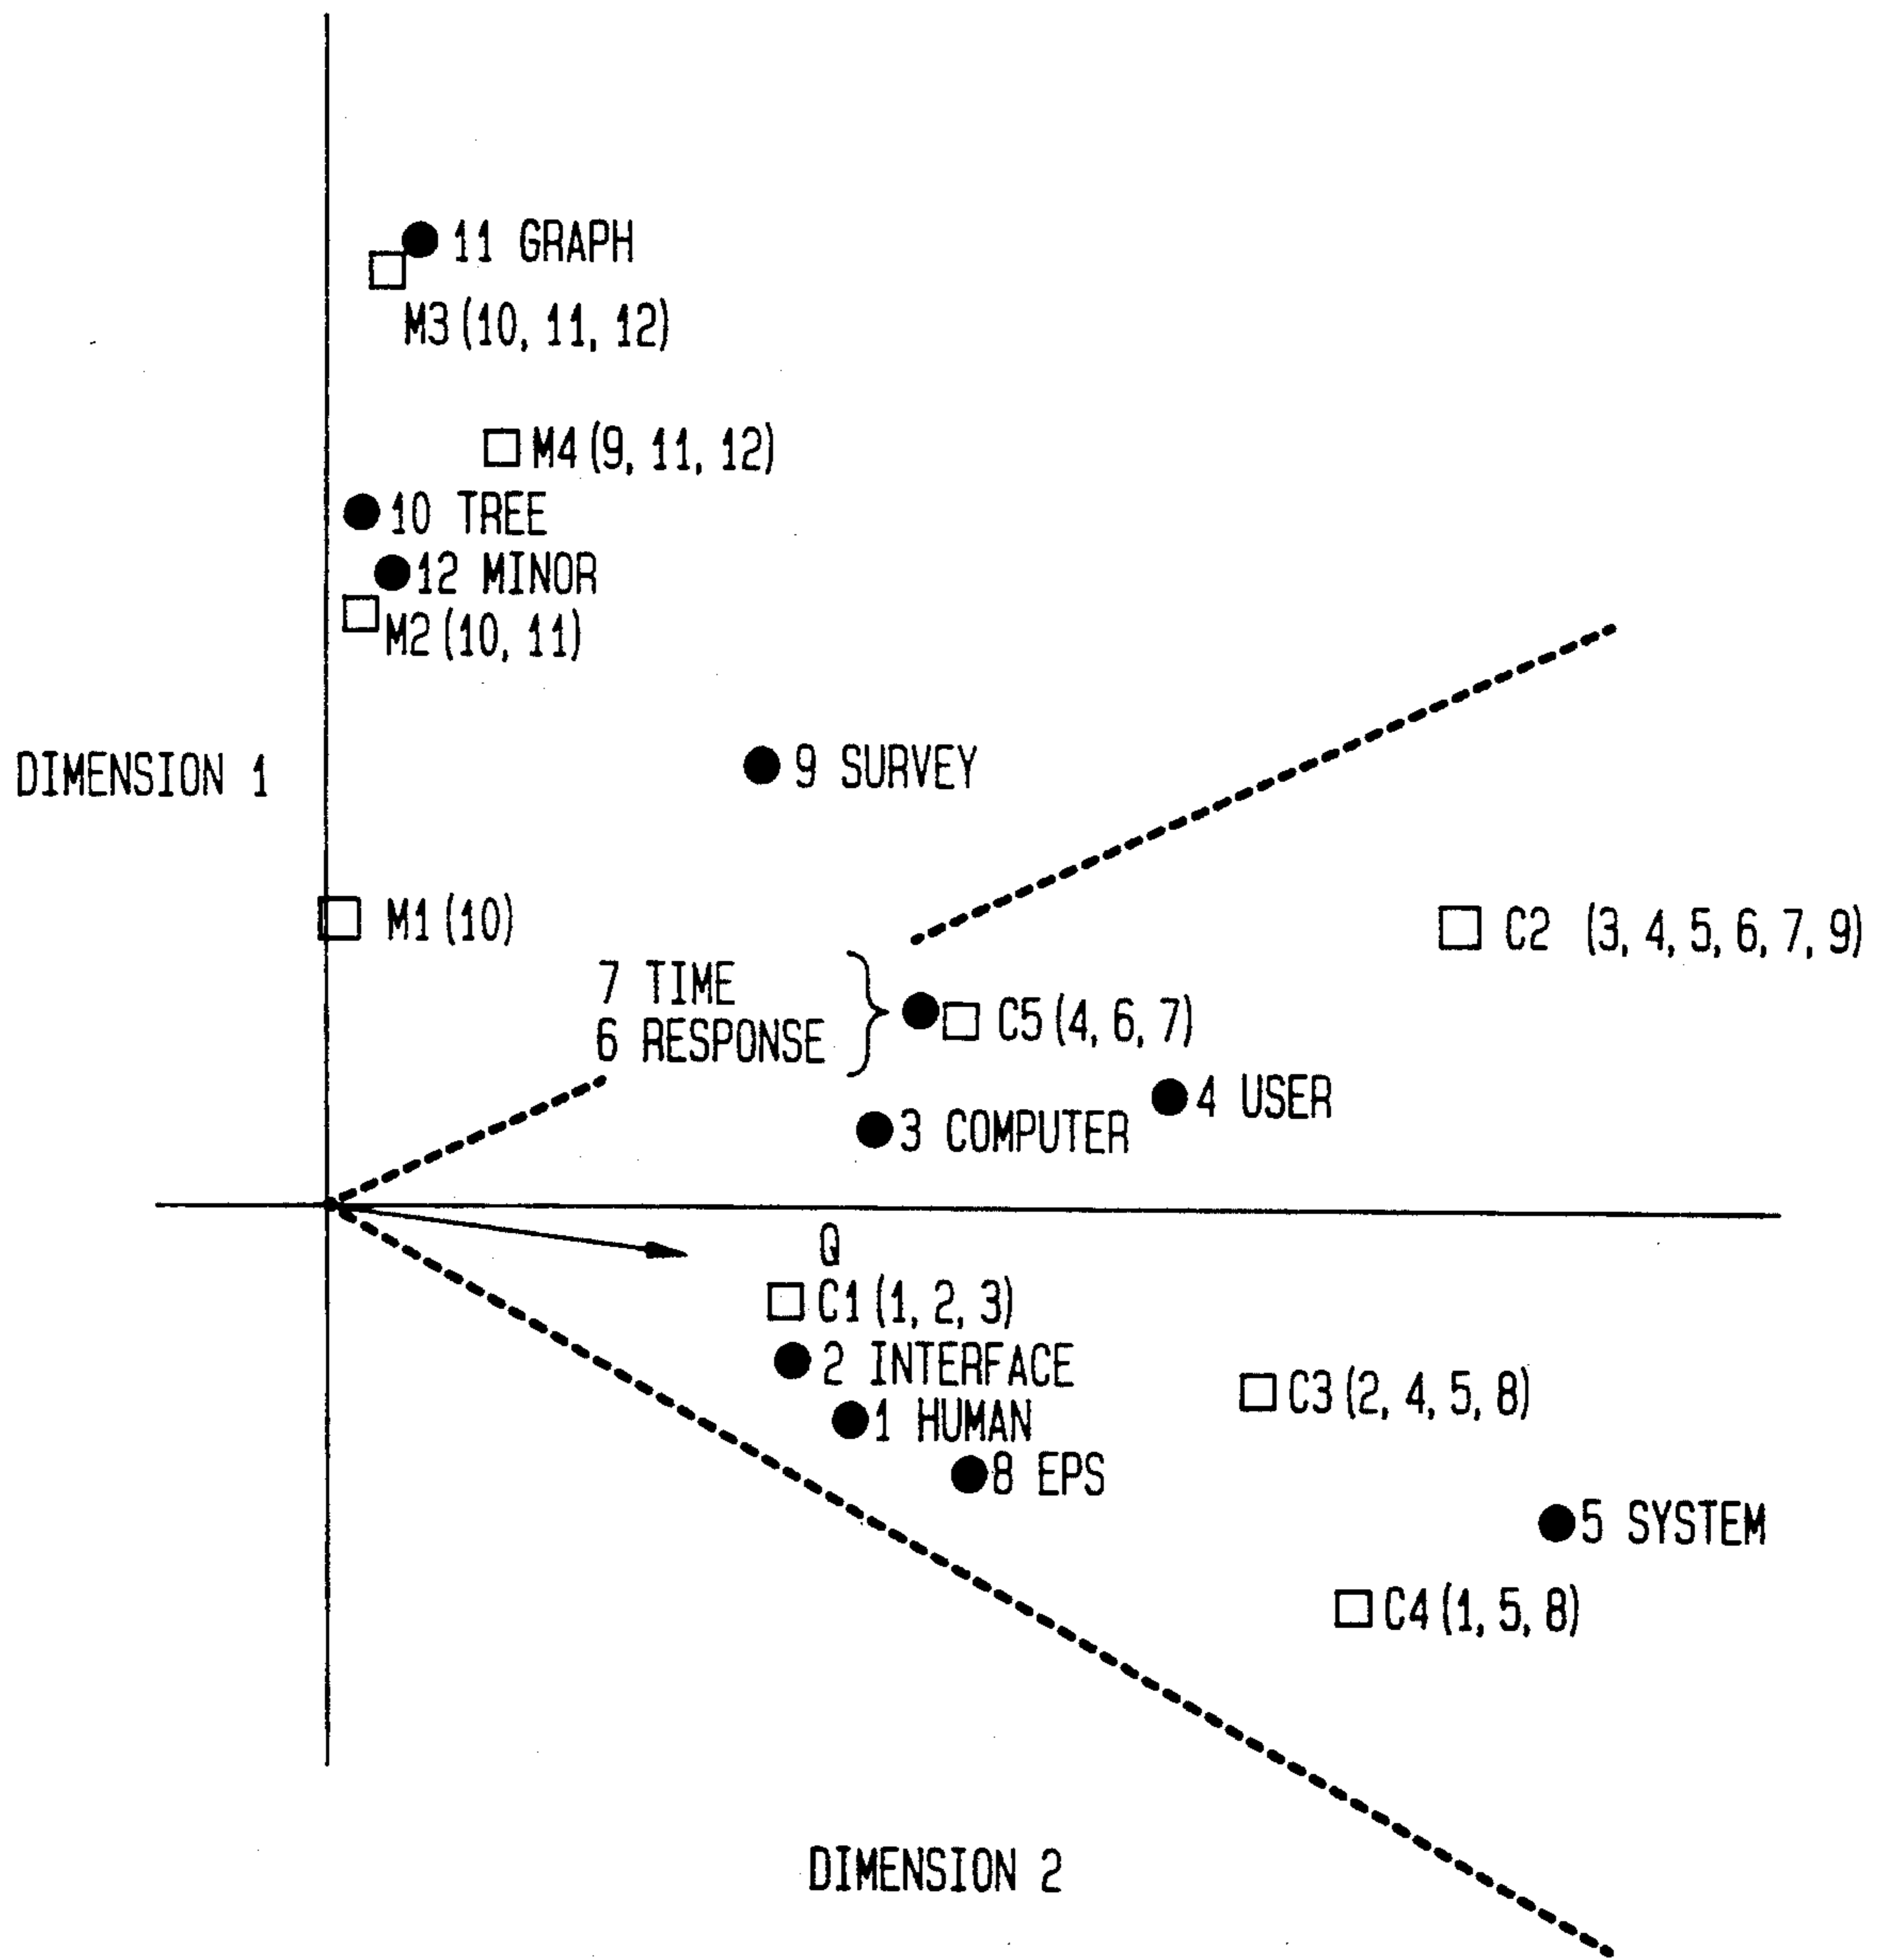 11 GRAPH
M3 (10, 11, 12)
M4 (9, 11, 12)
10 TREE
12 MINOR
M2 (10, 11)
9 SURVEY
DIMENSION 1
M1 (10)
C2 (3, 4, 5, 6, 7, 9)
7 TIME
6 RESPONSE
C5 (4, 6, 7)
4 USER
3 COMPUTER
Q
C1 (1, 2, 3)
2 INTERFACE
C3 (2, 4, 5, 8)
1 HUMAN
8 EPS
5 SYSTEM
C4 (1, 5, 8)
DIMENSION 2